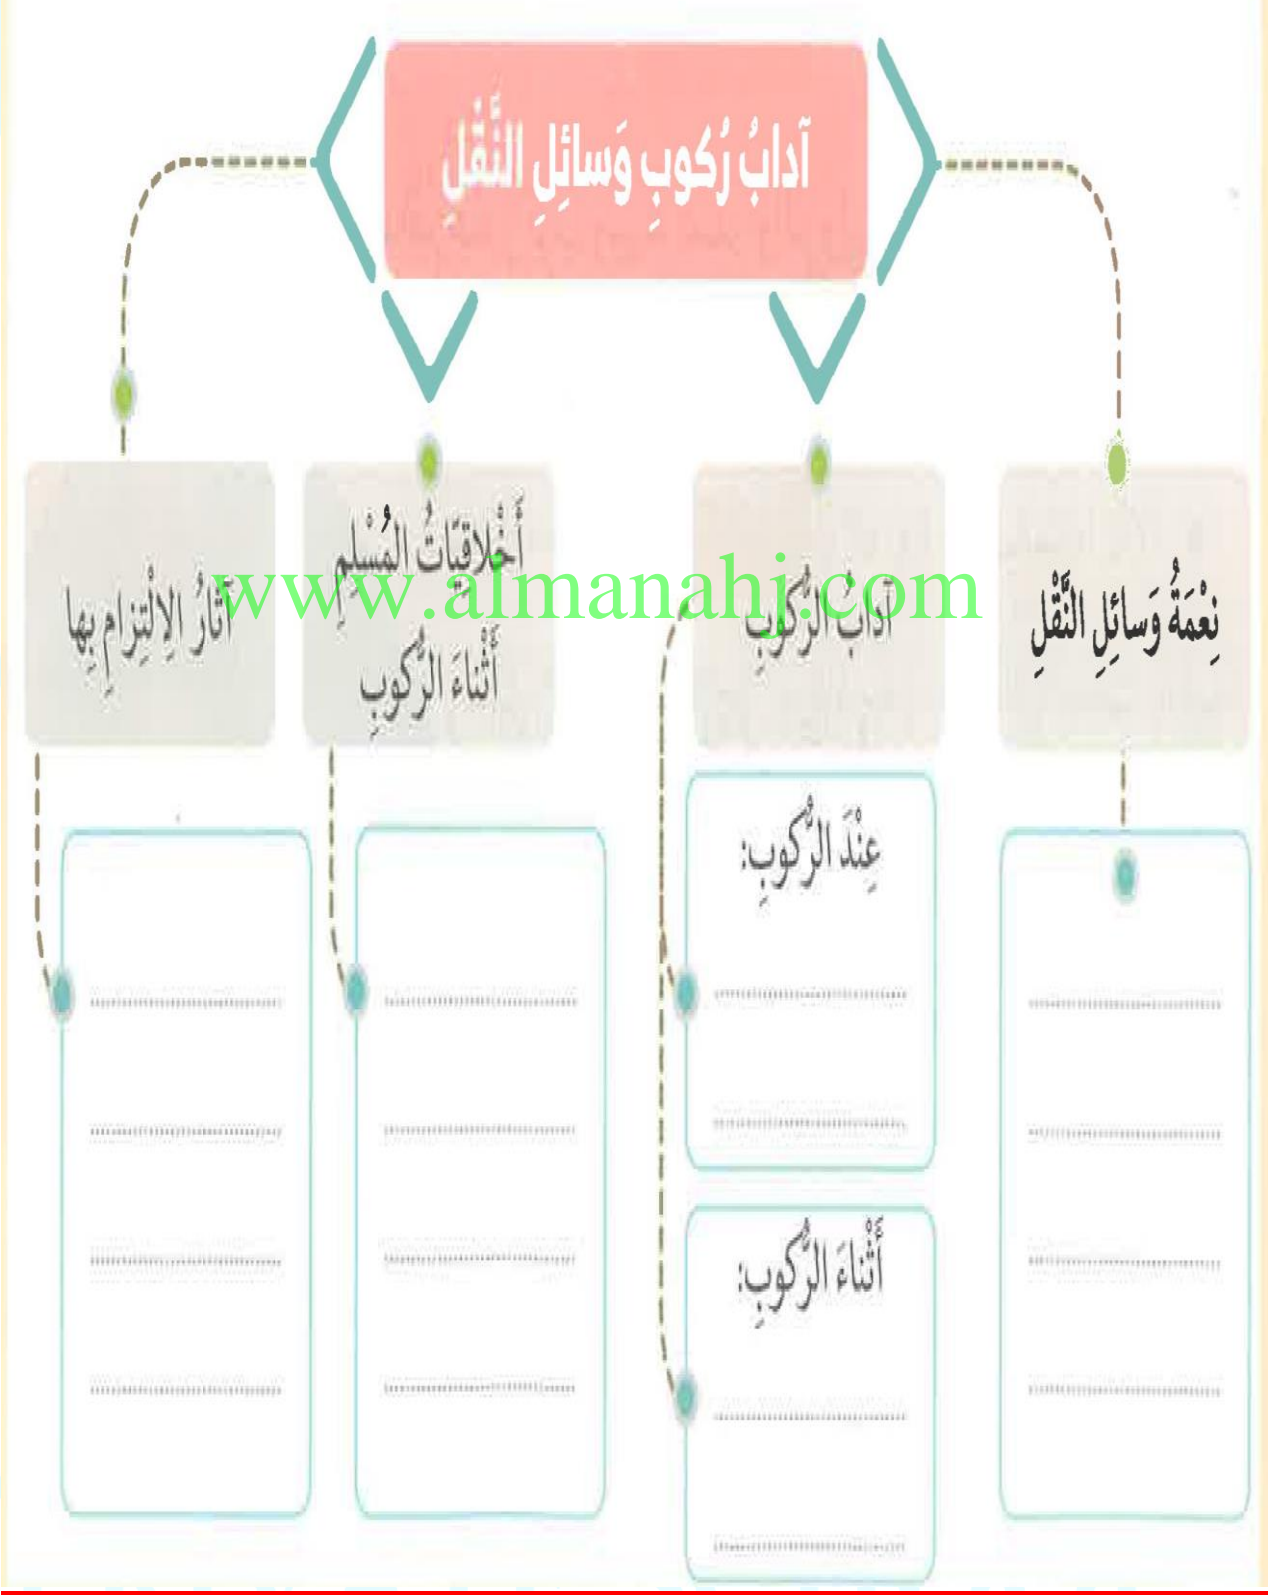 آدابُ رُكوبِ وَسائِلِ النَّقْلِ
نِعْمَةُ وَسائِلِ النَّقْلِ
آدابُ الرُّكوبِ
أَخْلاقِيّاتُ المُسْلِمِ
أَثْناءَ الرُّكوبِ
آثارُ الِالْتِزامِ بِها
www.almanahj.com
عِنْدَ الرُّكوبِ:
أَثْناءَ الرُّكوبِ: